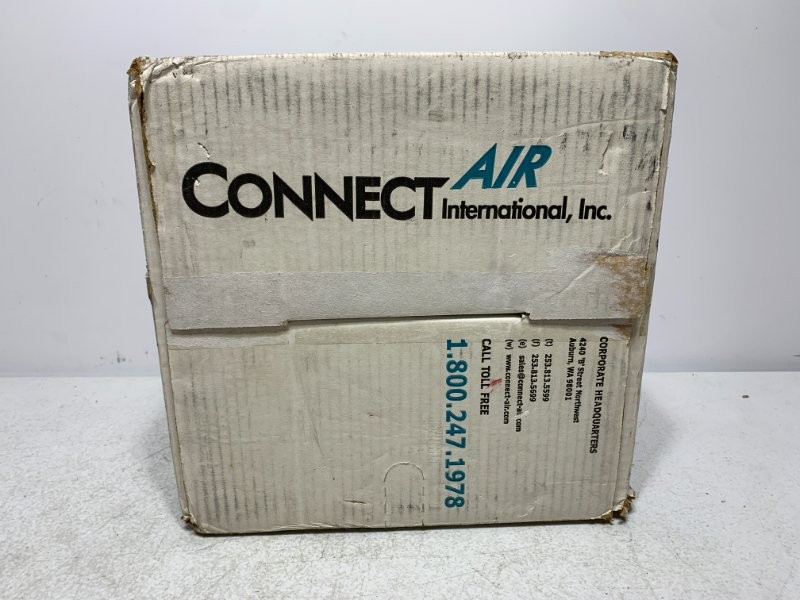 CONNECT AIR
International, Inc.
CORPORATE HEADQUARTERS
4240 'B' Street Northwest
Auburn, WA 98001
(t) 253.813.5599
(f) 253.813.5699
(e) sales@connect-ai com
(w) www.connect-air.com
CALL TOLL FREE
1.800.247.1978